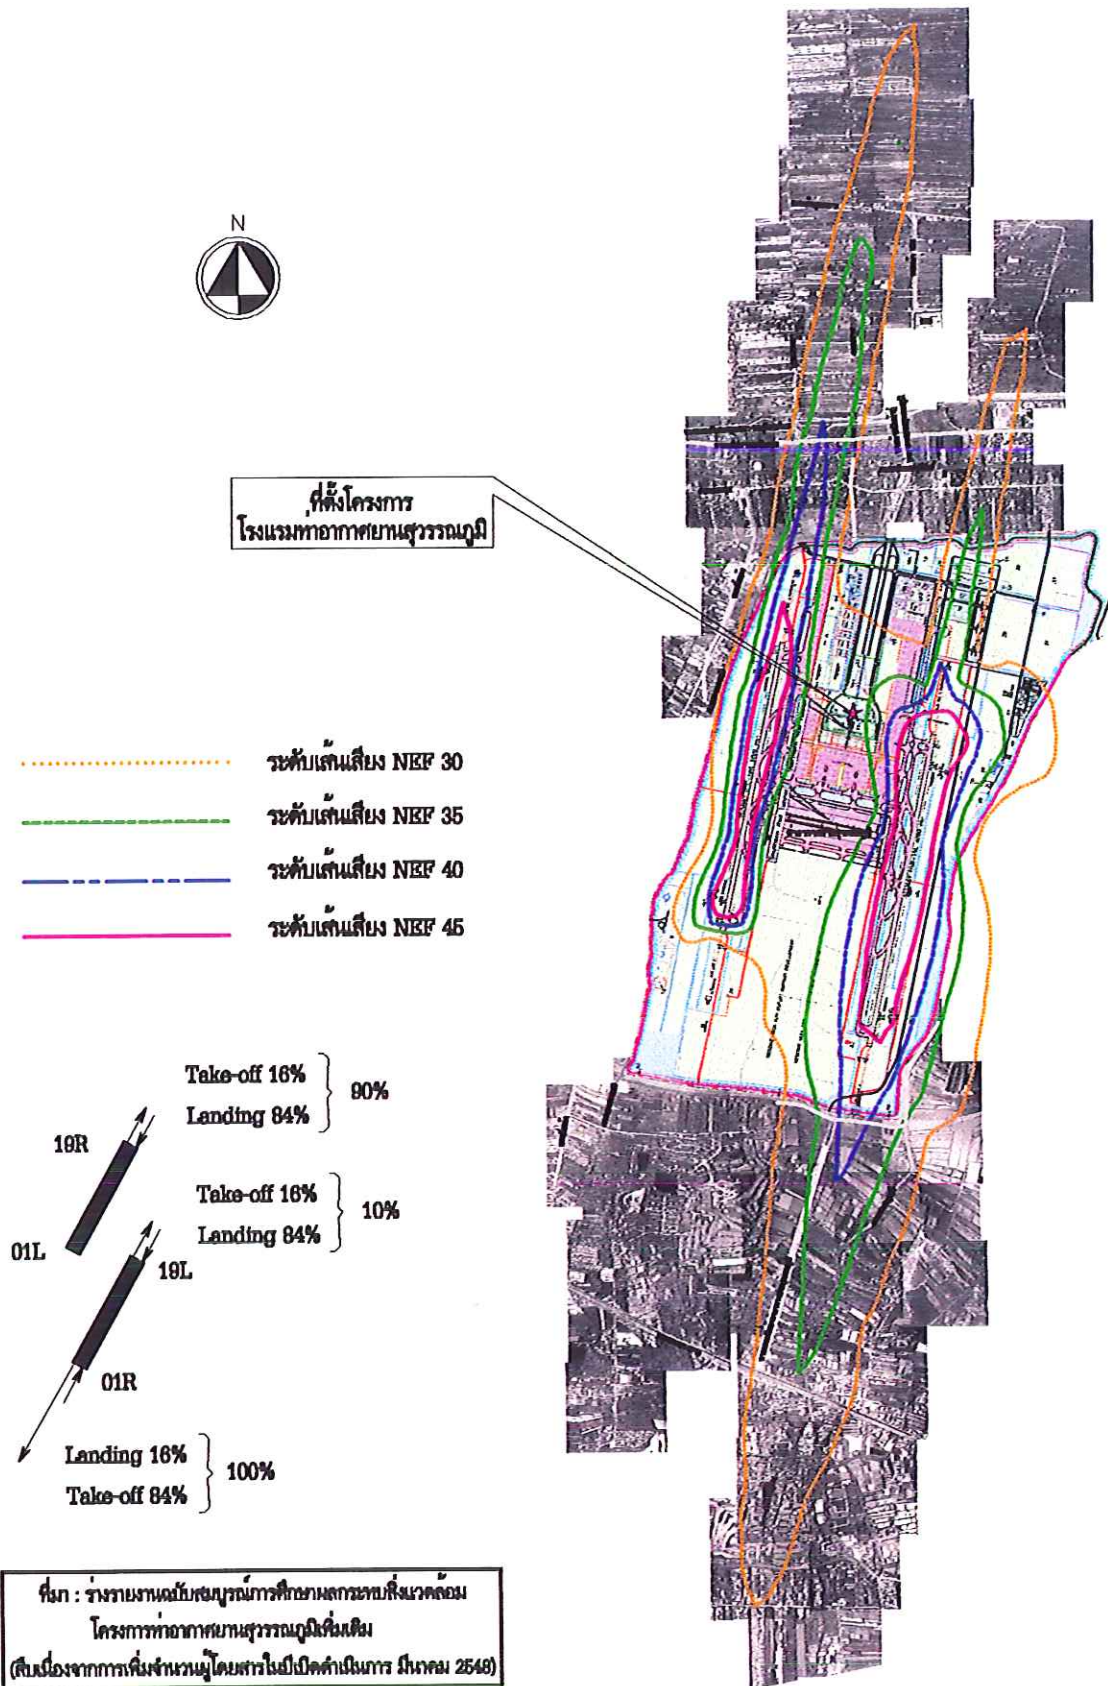 N
ที่ตั้งโครงการ
โรงแรมท่าอากาศยานสุวรรณภูมิ
ระดับเส้นเสียง NEF 30
ระดับเส้นเสียง NEF 35
ระดับเส้นเสียง NEF 40
ระดับเส้นเสียง NEF 45
Take-off 16%
90%
Landing 84%
19R
Take-off 16%
10%
Landing 84%
01L
19L
01R
Landing 16%
100%
Take-off 84%
ที่มา : ร่างรายงานฉบับสมบูรณ์การศึกษาผลกระทบสิ่งแวดล้อม
โครงการท่าอากาศยานสุวรรณภูมิเพิ่มเติม
(สืบเนื่องจากการเพิ่มจำนวนผู้โดยสารในปีเปิดดำเนินการ มีนาคม 2548)